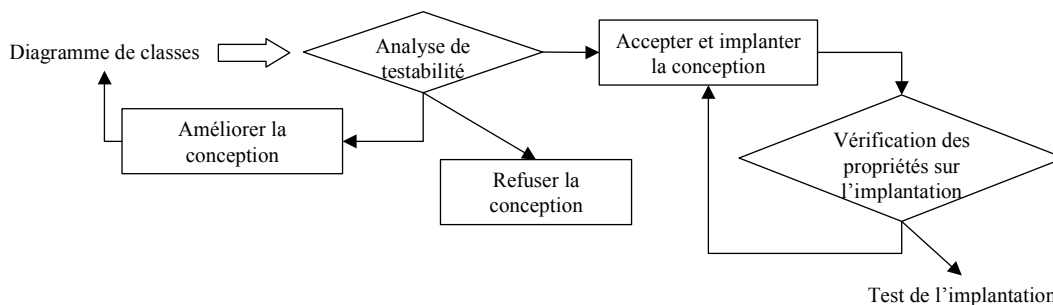 Diagramme de classes
Analyse de
testabilité
Accepter et implanter
la conception
Améliorer la
conception
Refuser la
conception
Vérification des
propriétés sur
l’implantation
Test de l’implantation